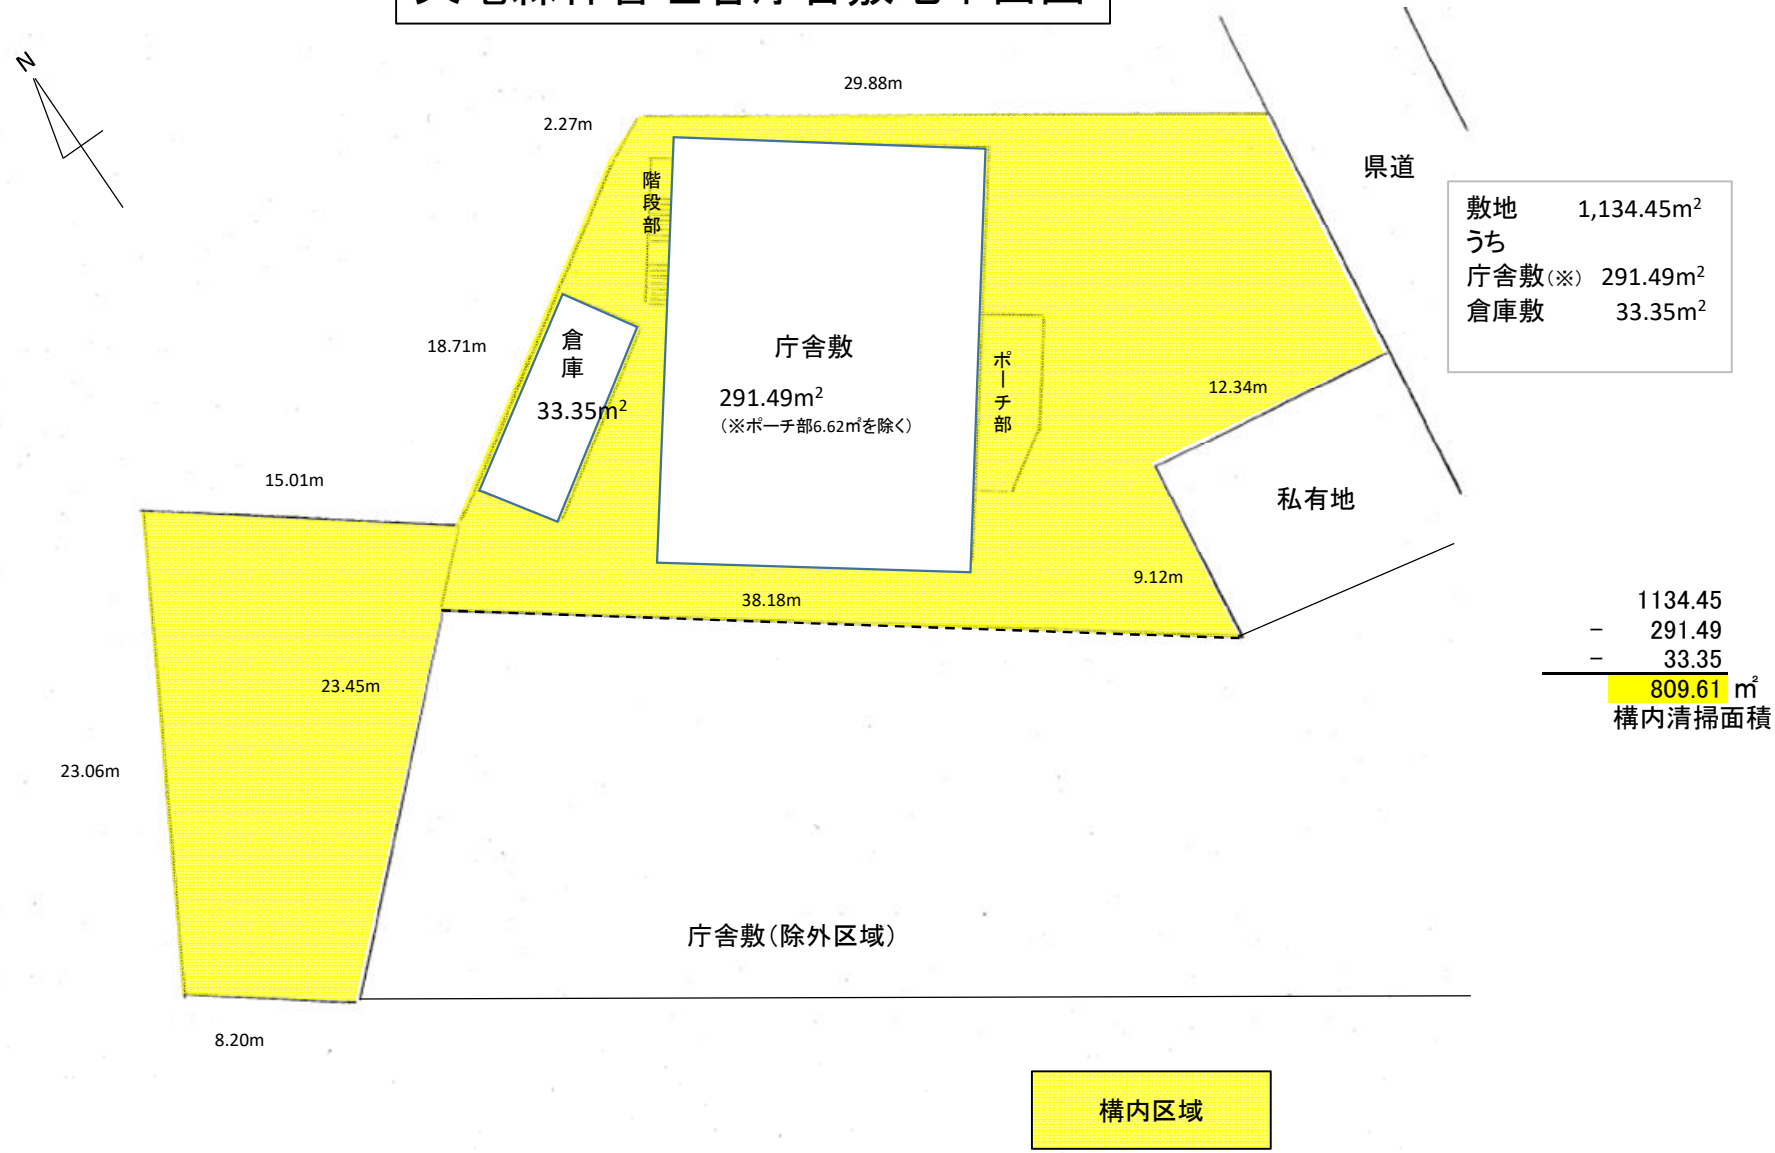 N
29.88m
2.27m
県道
階段部
敷地 1,134.45m²
うち
庁舎敷(※) 291.49m²
倉庫敷 33.35m²
18.71m
倉庫
33.35m²
庁舎敷
291.49m²
(※ポーチ部6.62㎡を除く)
ポーチ部
12.34m
15.01m
私有地
9.12m
38.18m
1134.45
− 291.49
− 33.35
809.61 ㎡
構内清掃面積
23.45m
23.06m
庁舎敷(除外区域)
8.20m
構内区域